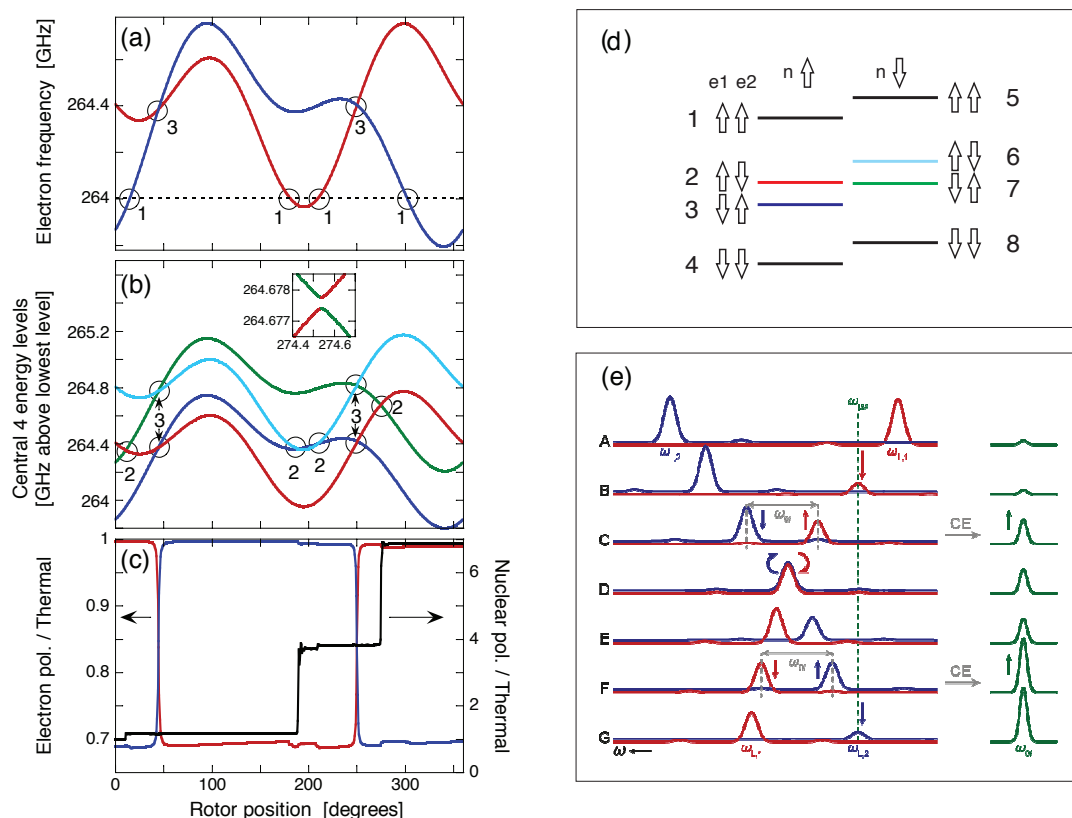 (a)
Electron frequency [GHz]
264.4
264
3
3
1
1
1
1
(b)
Central 4 energy levels
[GHz above lowest level]
265.2
264.8
264.4
264
264.678
264.677
274.4
274.6
3
3
2
2
2
2
(c)
Electron pol. / Thermal
1
0.9
0.8
0.7
Nuclear pol. / Thermal
6
4
2
0
0
100
200
300
Rotor position [degrees]
(d)
e1 e2
n
n
1
2
3
4
5
6
7
8
(e)
A
B
C
D
E
F
G
ω
CE
CE